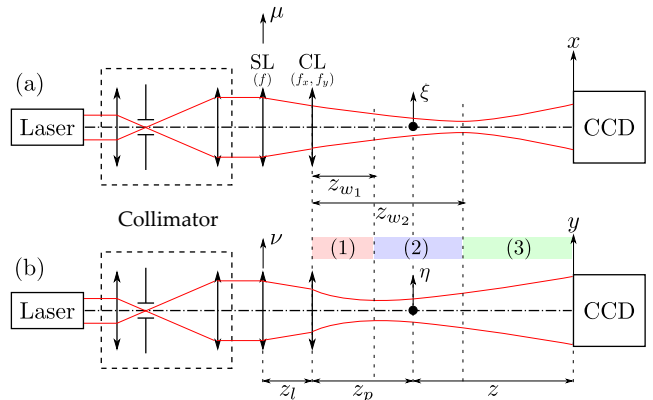 μ
SL
(f)
CL
(f_x, f_y)
x
(a)
ξ
Laser
CCD
z_{w_1}
z_{w_2}
Collimator
(1) (2) (3)
ν
y
(b)
η
Laser
CCD
z_l
z_p
z